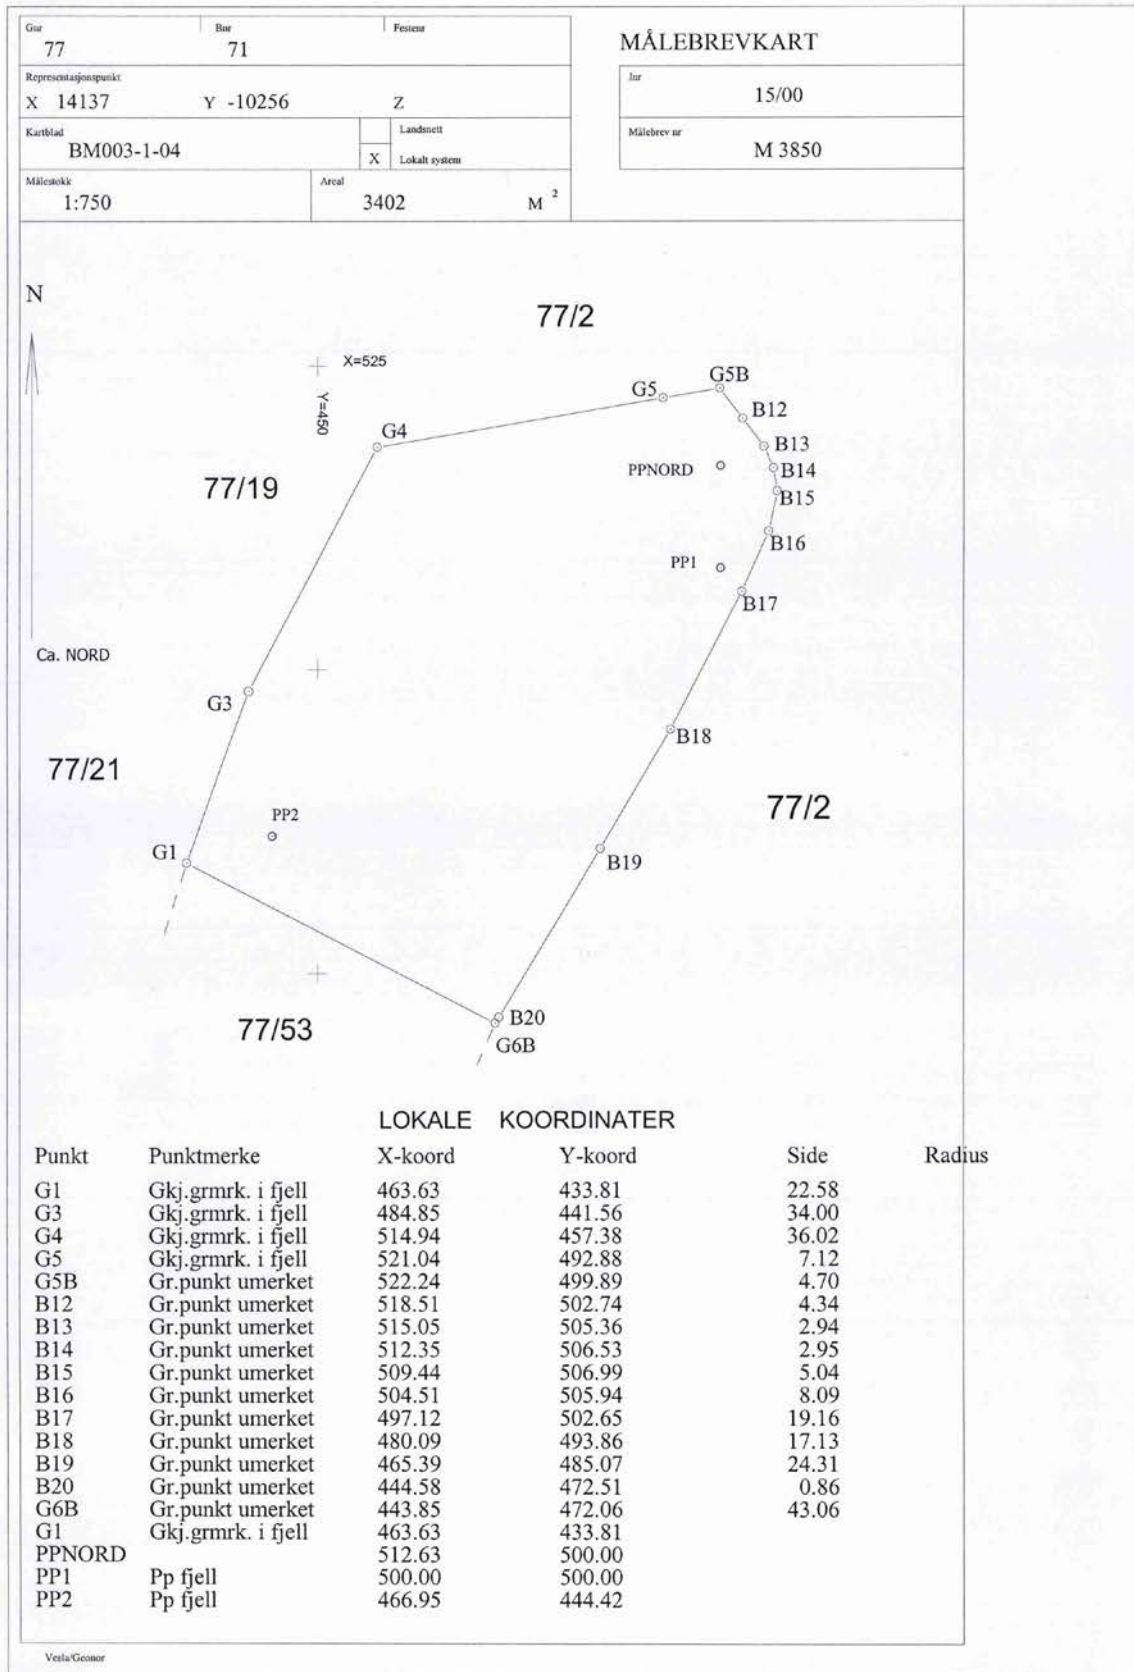 Gnr Bnr Festenr
77 71
MÅLEBREVKART
Representasjonspunkt
X 14137 Y -10256 Z
Jnr
15/00
Kartblad
BM003-1-04
Landsnett
X Lokalt system
Målebrev nr
M 3850
Målestokk
1:750
Areal
3402 M 2
N
77/2
X=525
Y=450
G5B
G5
B12
G4
B13
PPNORD
B14
77/19
B15
B16
PP1
B17
Ca. NORD
G3
B18
77/21
77/2
PP2
G1
B19
B20
77/53
G6B
LOKALE KOORDINATER
Punkt Punktmerke X-koord Y-koord Side Radius
G1 Gkj.grmrk. i fjell 463.63 433.81 22.58
G3 Gkj.grmrk. i fjell 484.85 441.56 34.00
G4 Gkj.grmrk. i fjell 514.94 457.38 36.02
G5 Gkj.grmrk. i fjell 521.04 492.88 7.12
G5B Gr.punkt umerket 522.24 499.89 4.70
B12 Gr.punkt umerket 518.51 502.74 4.34
B13 Gr.punkt umerket 515.05 505.36 2.94
B14 Gr.punkt umerket 512.35 506.53 2.95
B15 Gr.punkt umerket 509.44 506.99 5.04
B16 Gr.punkt umerket 504.51 505.94 8.09
B17 Gr.punkt umerket 497.12 502.65 19.16
B18 Gr.punkt umerket 480.09 493.86 17.13
B19 Gr.punkt umerket 465.39 485.07 24.31
B20 Gr.punkt umerket 444.58 472.51 0.86
G6B Gr.punkt umerket 443.85 472.06 43.06
G1 Gkj.grmrk. i fjell 463.63 433.81
PPNORD 512.63 500.00
PP1 Pp fjell 500.00 500.00
PP2 Pp fjell 466.95 444.42
Vesla/Geonor